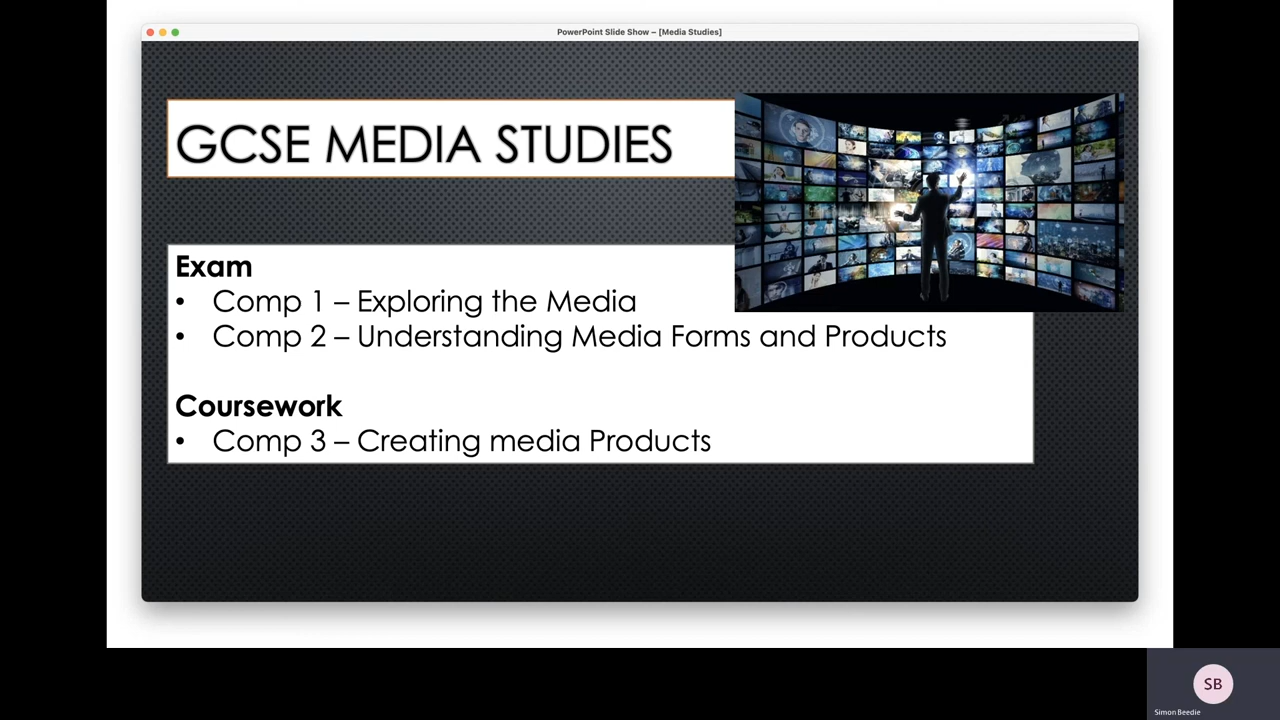 PowerPoint Slide Show – [Media Studies]
GCSE MEDIA STUDIES
Exam
• Comp 1 – Exploring the Media
• Comp 2 – Understanding Media Forms and Products
Coursework
• Comp 3 – Creating media Products
SB
Simon Beedie